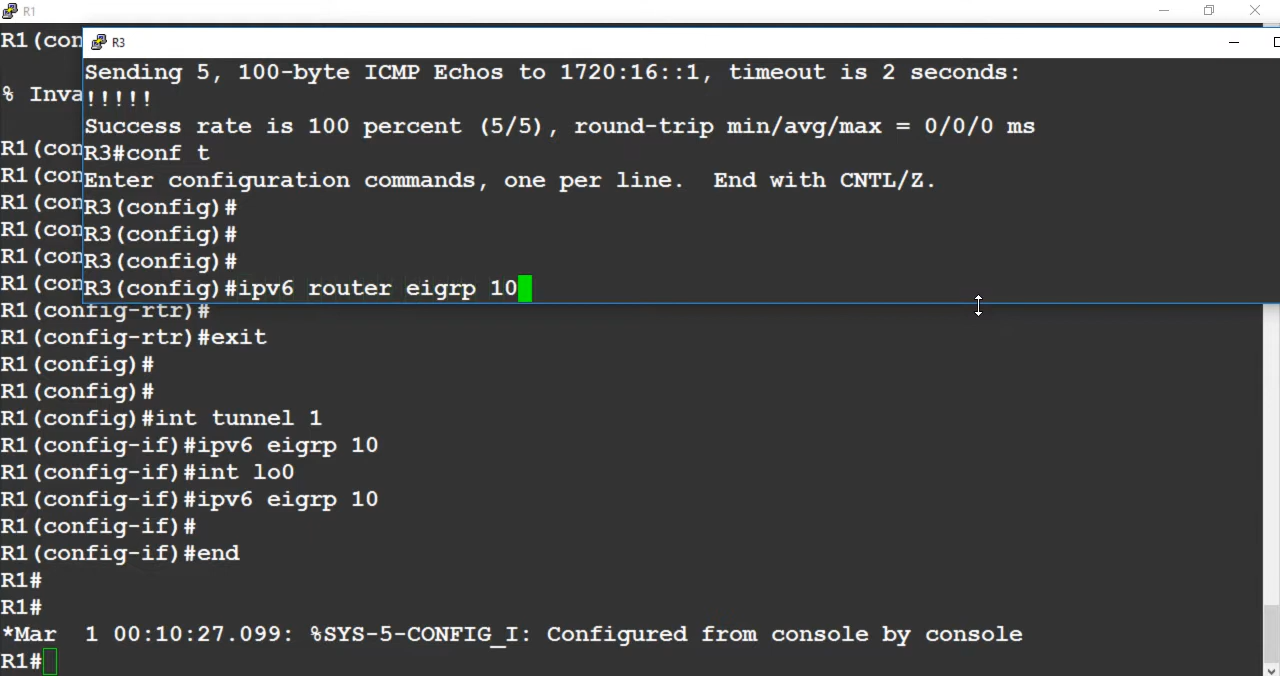 R1
R1(con
% Inva
R1(con
R1(con
R1(con
R1(con
R1(con
R1(con
R3
Sending 5, 100-byte ICMP Echos to 1720:16::1, timeout is 2 seconds:
!!!!!
Success rate is 100 percent (5/5), round-trip min/avg/max = 0/0/0 ms
R3#conf t
Enter configuration commands, one per line.  End with CNTL/Z.
R3(config)#
R3(config)#
R3(config)#
R3(config)#ipv6 router eigrp 10
R1(config-rtr)#
R1(config-rtr)#exit
R1(config)#
R1(config)#
R1(config)#int tunnel 1
R1(config-if)#ipv6 eigrp 10
R1(config-if)#int lo0
R1(config-if)#ipv6 eigrp 10
R1(config-if)#
R1(config-if)#end
R1#
R1#
*Mar  1 00:10:27.099: %SYS-5-CONFIG_I: Configured from console by console
R1#